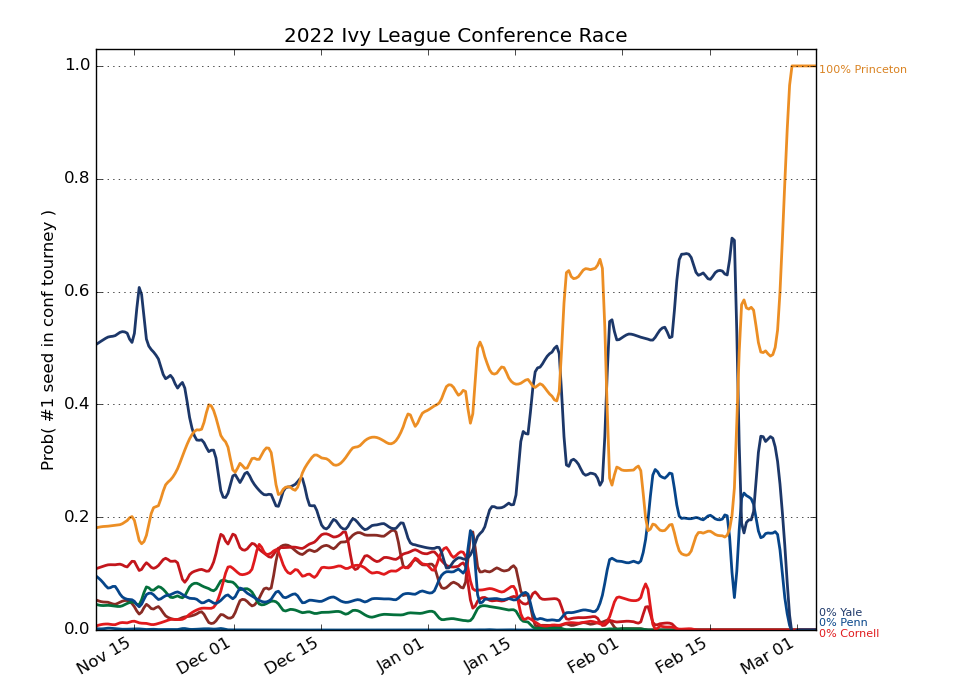 2022 Ivy League Conference Race
Prob( #1 seed in conf tourney )
1.0
0.8
0.6
0.4
0.2
0.0
Nov 15
Dec 01
Dec 15
Jan 01
Jan 15
Feb 01
Feb 15
Mar 01
100% Princeton
0% Yale
0% Penn
0% Cornell